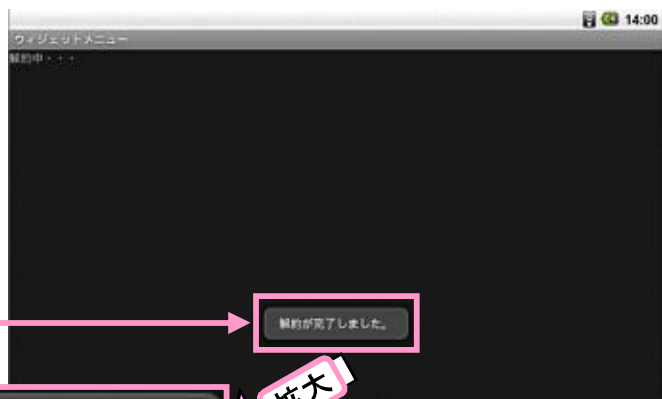 14:00
ウィジェットメニュー
解約中・・・
解約が完了しました。
拡大